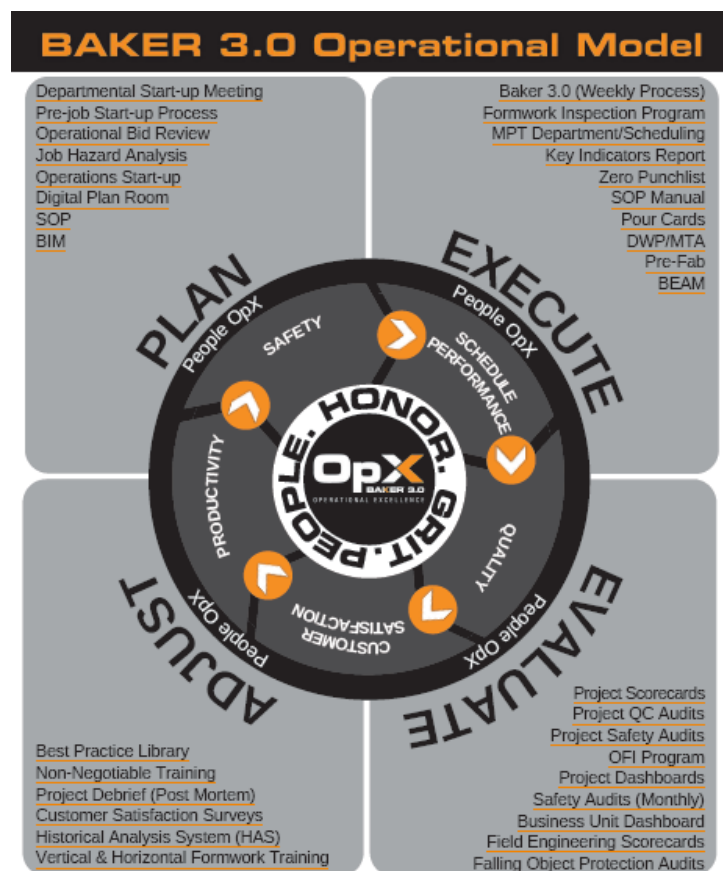 BAKER 3.0 Operational Model
Departmental Start-up Meeting
Pre-job Start-up Process
Operational Bid Review
Job Hazard Analysis
Operations Start-up
Digital Plan Room
SOP
BIM
Baker 3.0 (Weekly Process)
Formwork Inspection Program
MPT Department/Scheduling
Key Indicators Report
Zero Punchlist
SOP Manual
Pour Cards
DWP/MTA
Pre-Fab
BEAM
PLAN
EXECUTE
People OpX
People OpX
SAFETY
SCHEDULE
PERFORMANCE
HONOR. GRIT. PEOPLE.
OpX
BAKER 3.0
OPERATIONAL EXCELLENCE
PRODUCTIVITY
QUALITY
CUSTOMER
SATISFACTION
People OpX
People OpX
ADJUST
EVALUATE
Best Practice Library
Non-Negotiable Training
Project Debrief (Post Mortem)
Customer Satisfaction Surveys
Historical Analysis System (HAS)
Vertical & Horizontal Formwork Training
Project Scorecards
Project QC Audits
Project Safety Audits
OFI Program
Project Dashboards
Safety Audits (Monthly)
Business Unit Dashboard
Field Engineering Scorecards
Falling Object Protection Audits